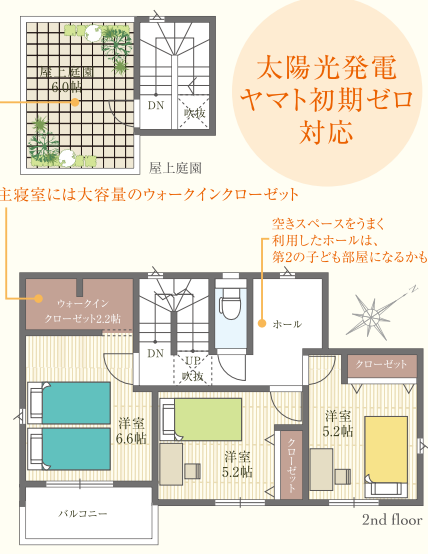 屋上庭園
6.0帖
DN
吹抜
屋上庭園
太陽光発電
ヤマト初期ゼロ
対応
主寝室には大容量のウォークインクローゼット
空きスペースをうまく
利用したホールは、
第2の子ども部屋になるかも
ウォークイン
クローゼット2.2帖
DN
UP
吹抜
ホール
N
クローゼット
洋室
6.6帖
洋室
5.2帖
クローゼット
洋室
5.2帖
バルコニー
2nd floor